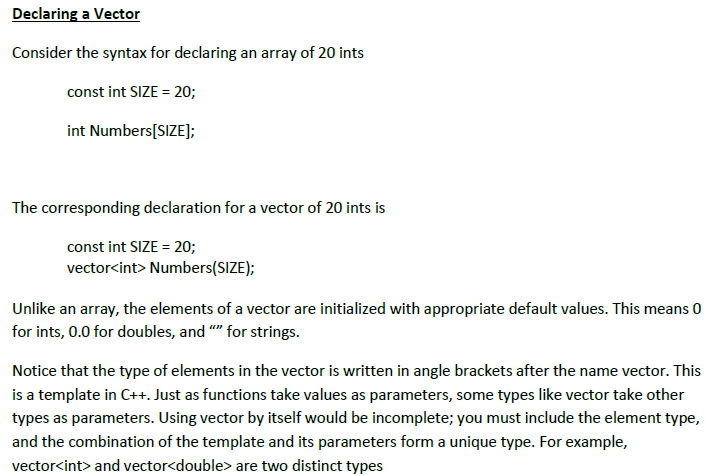 Declaring a Vector
Consider the syntax for declaring an array of 20 ints
const int SIZE = 20;
int Numbers[SIZE];
The corresponding declaration for a vector of 20 ints is
const int SIZE = 20;
vector<int> Numbers(SIZE);
Unlike an array, the elements of a vector are initialized with appropriate default values. This means 0
for ints, 0.0 for doubles, and “” for strings.
Notice that the type of elements in the vector is written in angle brackets after the name vector. This
is a template in C++. Just as functions take values as parameters, some types like vector take other
types as parameters. Using vector by itself would be incomplete; you must include the element type,
and the combination of the template and its parameters form a unique type. For example,
vector<int> and vector<double> are two distinct types